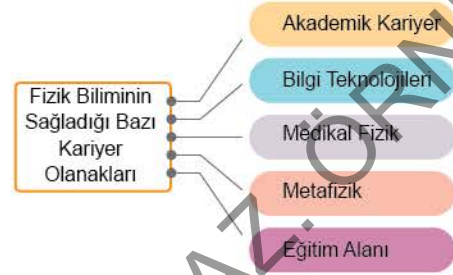 Fizik Biliminin
Sağladığı Bazı
Kariyer
Olanakları
Akademik Kariyer
Bilgi Teknolojileri
Medikal Fizik
Metafizik
Eğitim Alanı